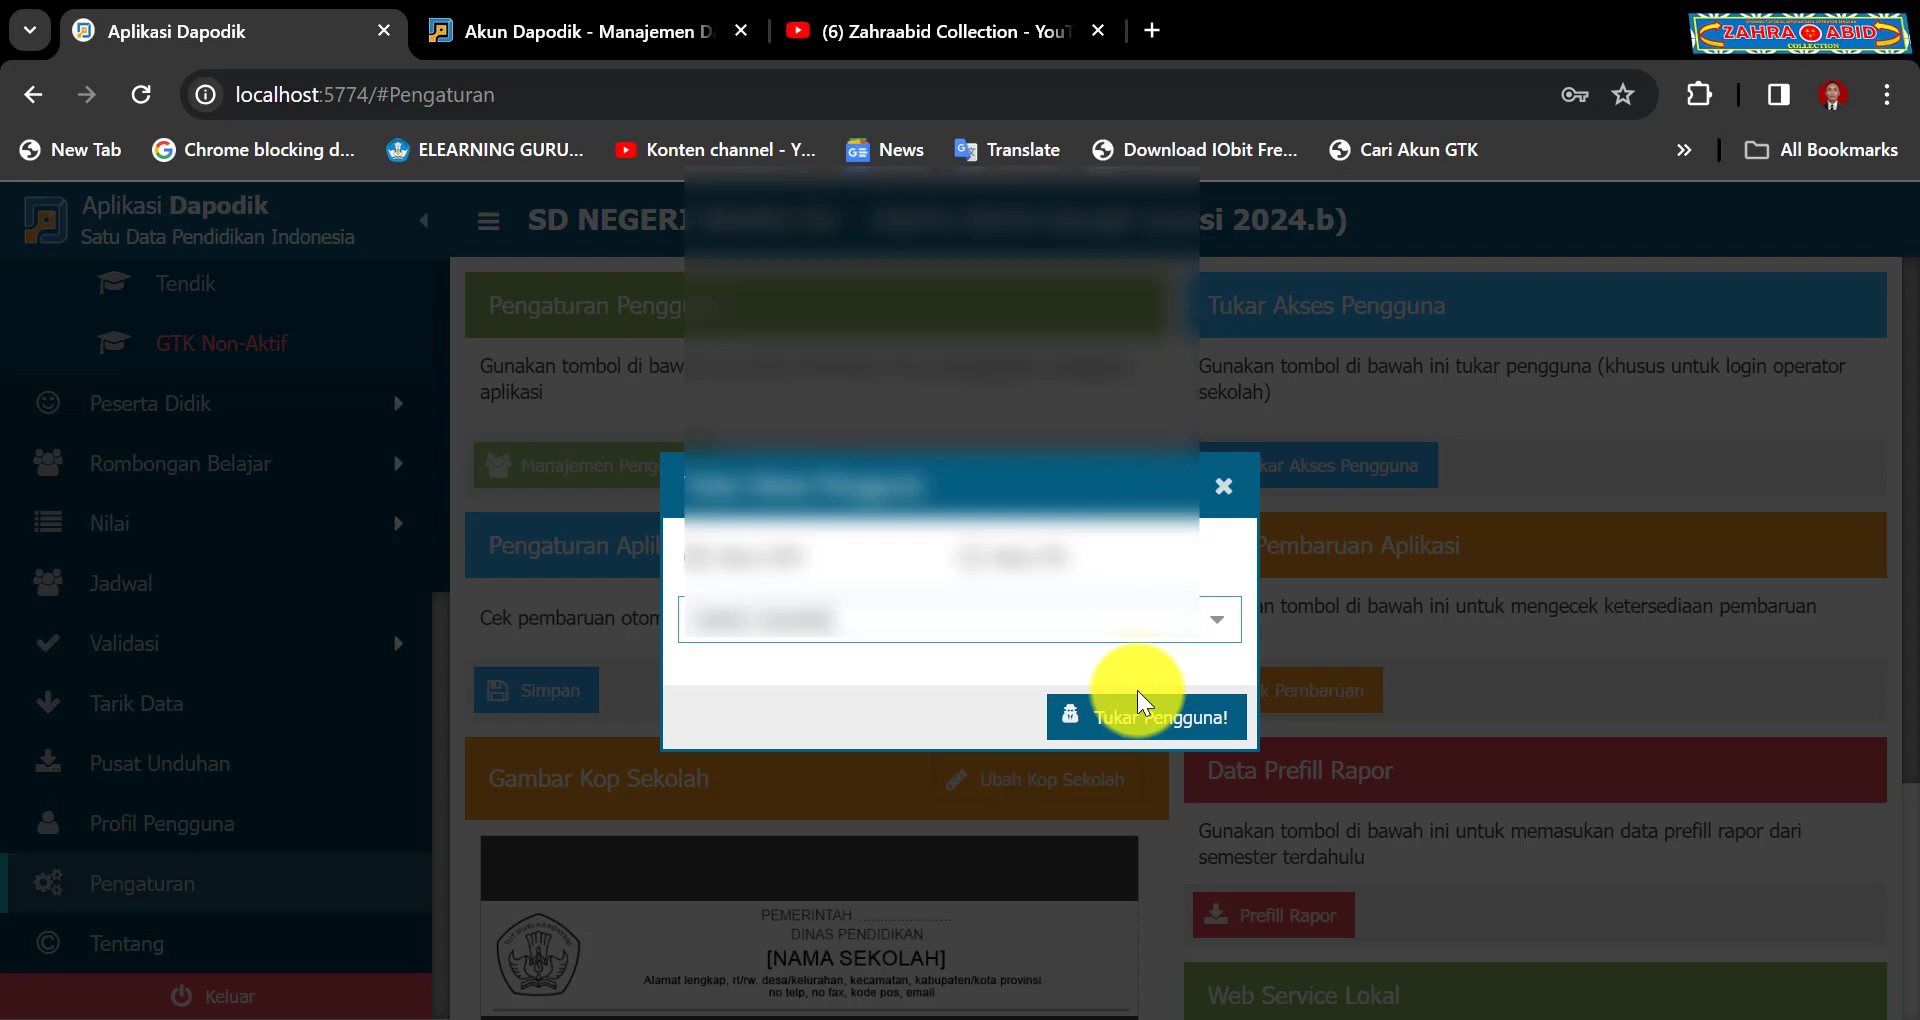 Aplikasi Dapodik
Akun Dapodik - Manajemen D
(6) Zahraabid Collection - YouT
ZAHRA ABID
COLLECTION
localhost:5774/#Pengaturan
New Tab
Chrome blocking d...
ELEARNING GURU...
Konten channel - Y...
News
Translate
Download IObit Fre...
Cari Akun GTK
All Bookmarks
Aplikasi Dapodik
Satu Data Pendidikan Indonesia
SD NEGERI
si 2024.b)
Tendik
GTK Non-Aktif
Peserta Didik
Rombongan Belajar
Nilai
Jadwal
Validasi
Tarik Data
Pusat Unduhan
Profil Pengguna
Pengaturan
Tentang
Keluar
Pengaturan Pengg
Gunakan tombol di baw
aplikasi
Manajemen Peng
Tukar Akses Pengguna
Gunakan tombol di bawah ini tukar pengguna (khusus untuk login operator
sekolah)
kar Akses Pengguna
Pengaturan Apli
Cek pembaruan otom
Simpan
Pembaruan Aplikasi
n tombol di bawah ini untuk mengecek ketersediaan pembaruan
k Pembaruan
Tukar Pengguna!
Gambar Kop Sekolah
Ubah Kop Sekolah
PEMERINTAH ......................
DINAS PENDIDIKAN
[NAMA SEKOLAH]
Alamat lengkap, rt/rw. desa/kelurahan, kecamatan, kabupaten/kota provinsi
no telp, no fax, kode pos, email
Data Prefill Rapor
Gunakan tombol di bawah ini untuk memasukan data prefill rapor dari
semester terdahulu
Prefill Rapor
Web Service Lokal